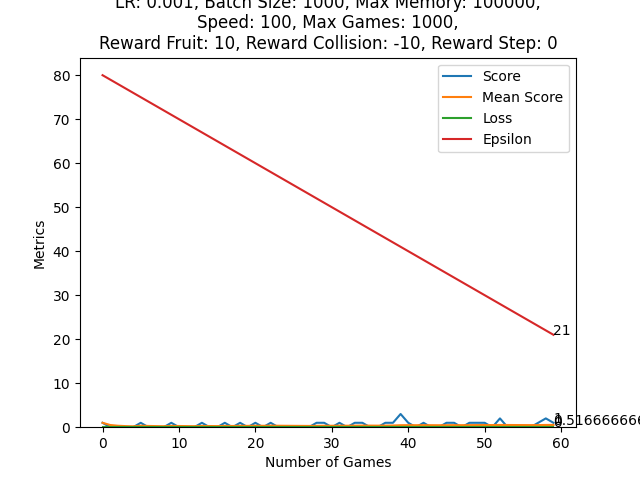 LR: 0.001, Batch Size: 1000, Max Memory: 100000,
Speed: 100, Max Games: 1000,
Reward Fruit: 10, Reward Collision: -10, Reward Step: 0
80
70
60
50
40
30
20
10
0
Metrics
Score
Mean Score
Loss
Epsilon
21
0 10 20 30 40 50 60
Number of Games